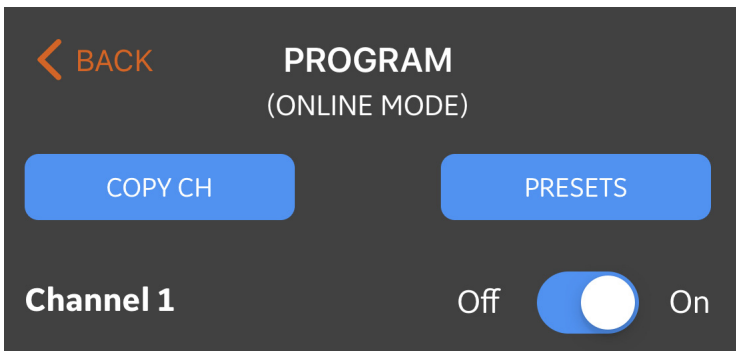 BACK PROGRAM
(ONLINE MODE)
COPY CH PRESETS
Channel 1 Off On